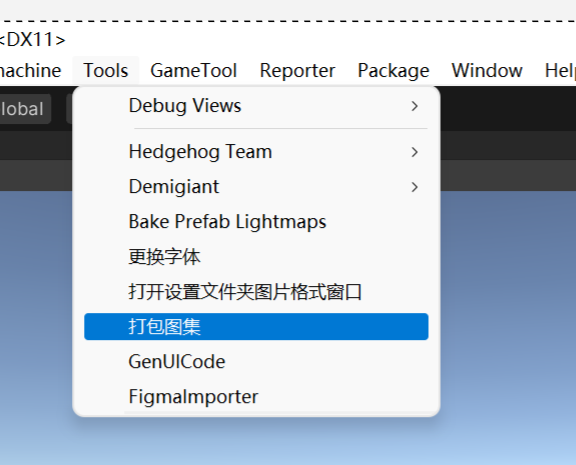 <DX11>
Tools GameTool Reporter Package Window
lobal
Debug Views
Hedgehog Team
Demigiant
Bake Prefab Lightmaps
更换字体
打开设置文件夹图片格式窗口
打包图集
GenUICode
FigmaImporter